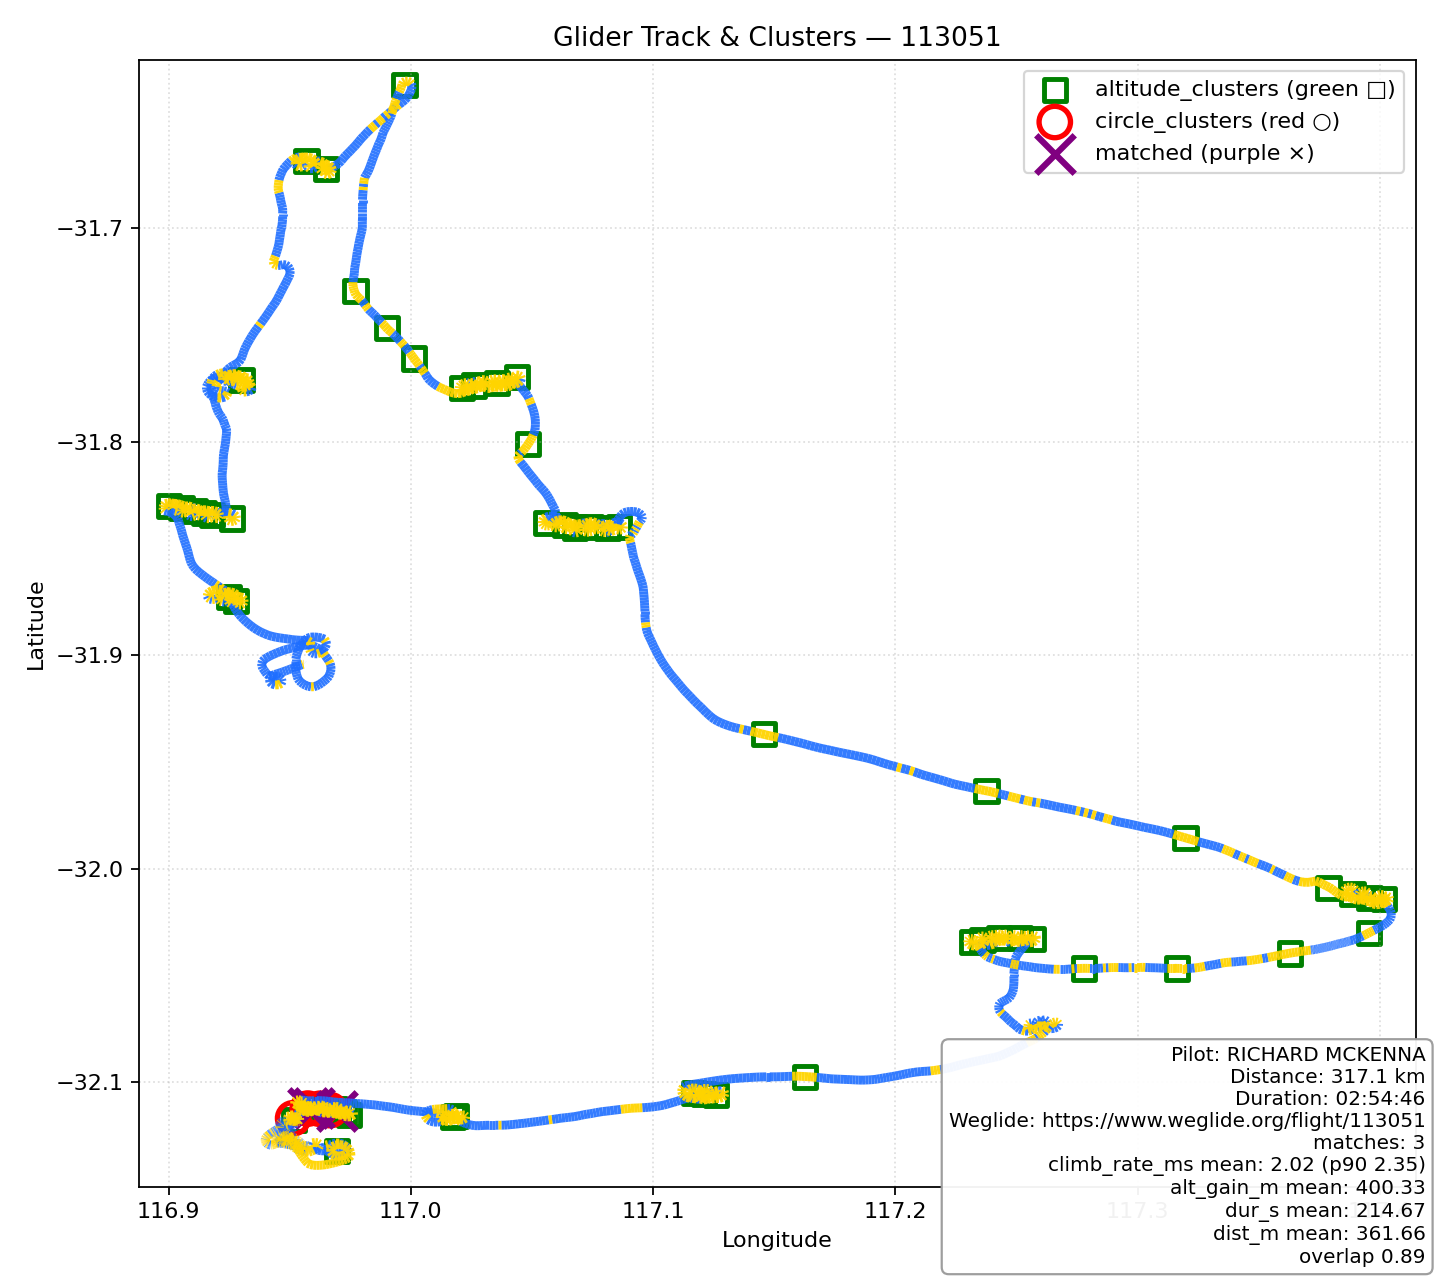 Glider Track & Clusters — 113051
altitude_clusters (green □)
circle_clusters (red ○)
matched (purple ×)
Latitude
−31.7
−31.8
−31.9
−32.0
−32.1
116.9
117.0
117.1
117.2
117.3
Longitude
Pilot: RICHARD MCKENNA
Distance: 317.1 km
Duration: 02:54:46
Weglide: https://www.weglide.org/flight/113051
matches: 3
climb_rate_ms mean: 2.02 (p90 2.35)
alt_gain_m mean: 400.33
dur_s mean: 214.67
dist_m mean: 361.66
overlap 0.89